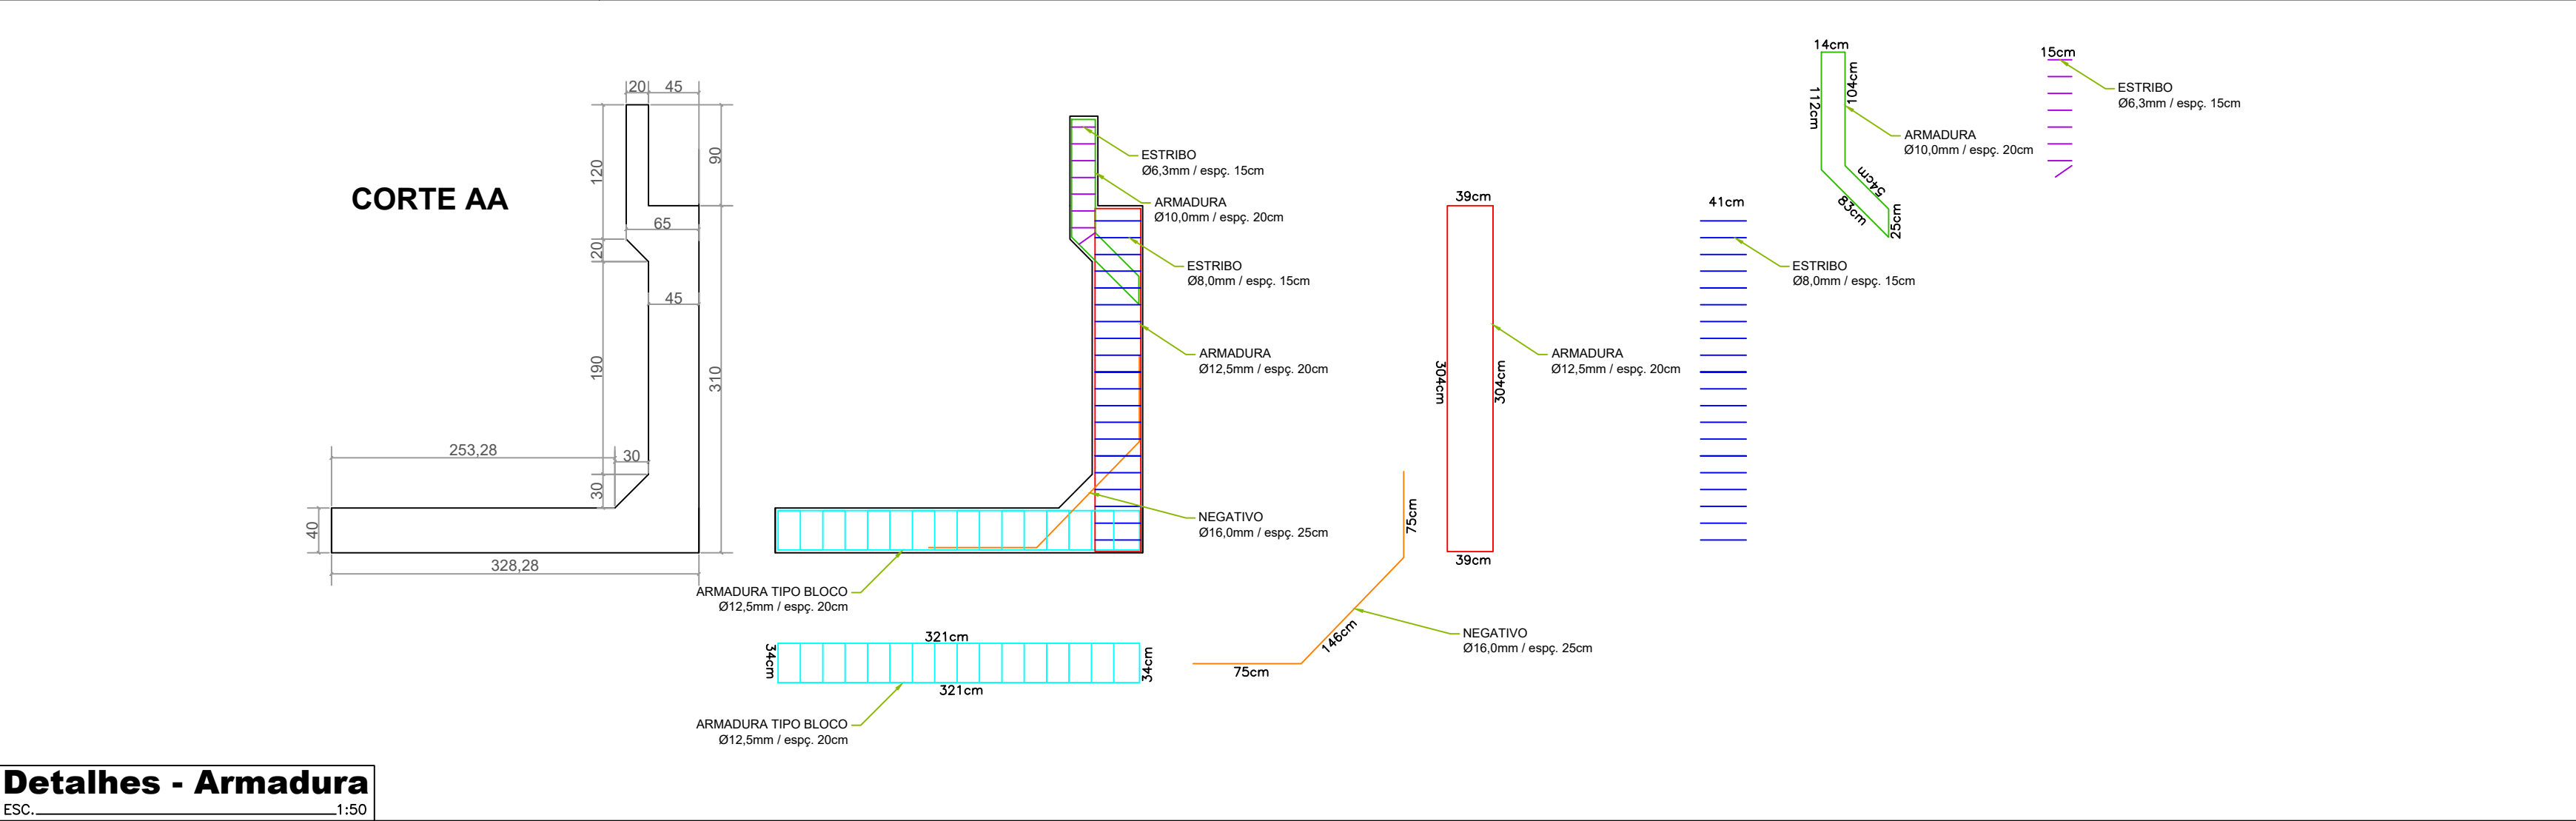 CORTE AA
20
45
120
90
65
20
45
190
310
253,28
30
30
40
328,28
ESTRIBO
Ø6,3mm / espç. 15cm
ARMADURA
Ø10,0mm / espç. 20cm
ESTRIBO
Ø8,0mm / espç. 15cm
ARMADURA
Ø12,5mm / espç. 20cm
NEGATIVO
Ø16,0mm / espç. 25cm
ARMADURA TIPO BLOCO
Ø12,5mm / espç. 20cm
321cm
34cm
34cm
321cm
ARMADURA TIPO BLOCO
Ø12,5mm / espç. 20cm
75cm
146cm
75cm
NEGATIVO
Ø16,0mm / espç. 25cm
39cm
304cm
304cm
39cm
ARMADURA
Ø12,5mm / espç. 20cm
41cm
ESTRIBO
Ø8,0mm / espç. 15cm
14cm
112cm
104cm
54cm
83cm
25cm
ARMADURA
Ø10,0mm / espç. 20cm
15cm
ESTRIBO
Ø6,3mm / espç. 15cm
Detalhes - Armadura
ESC. 1:50